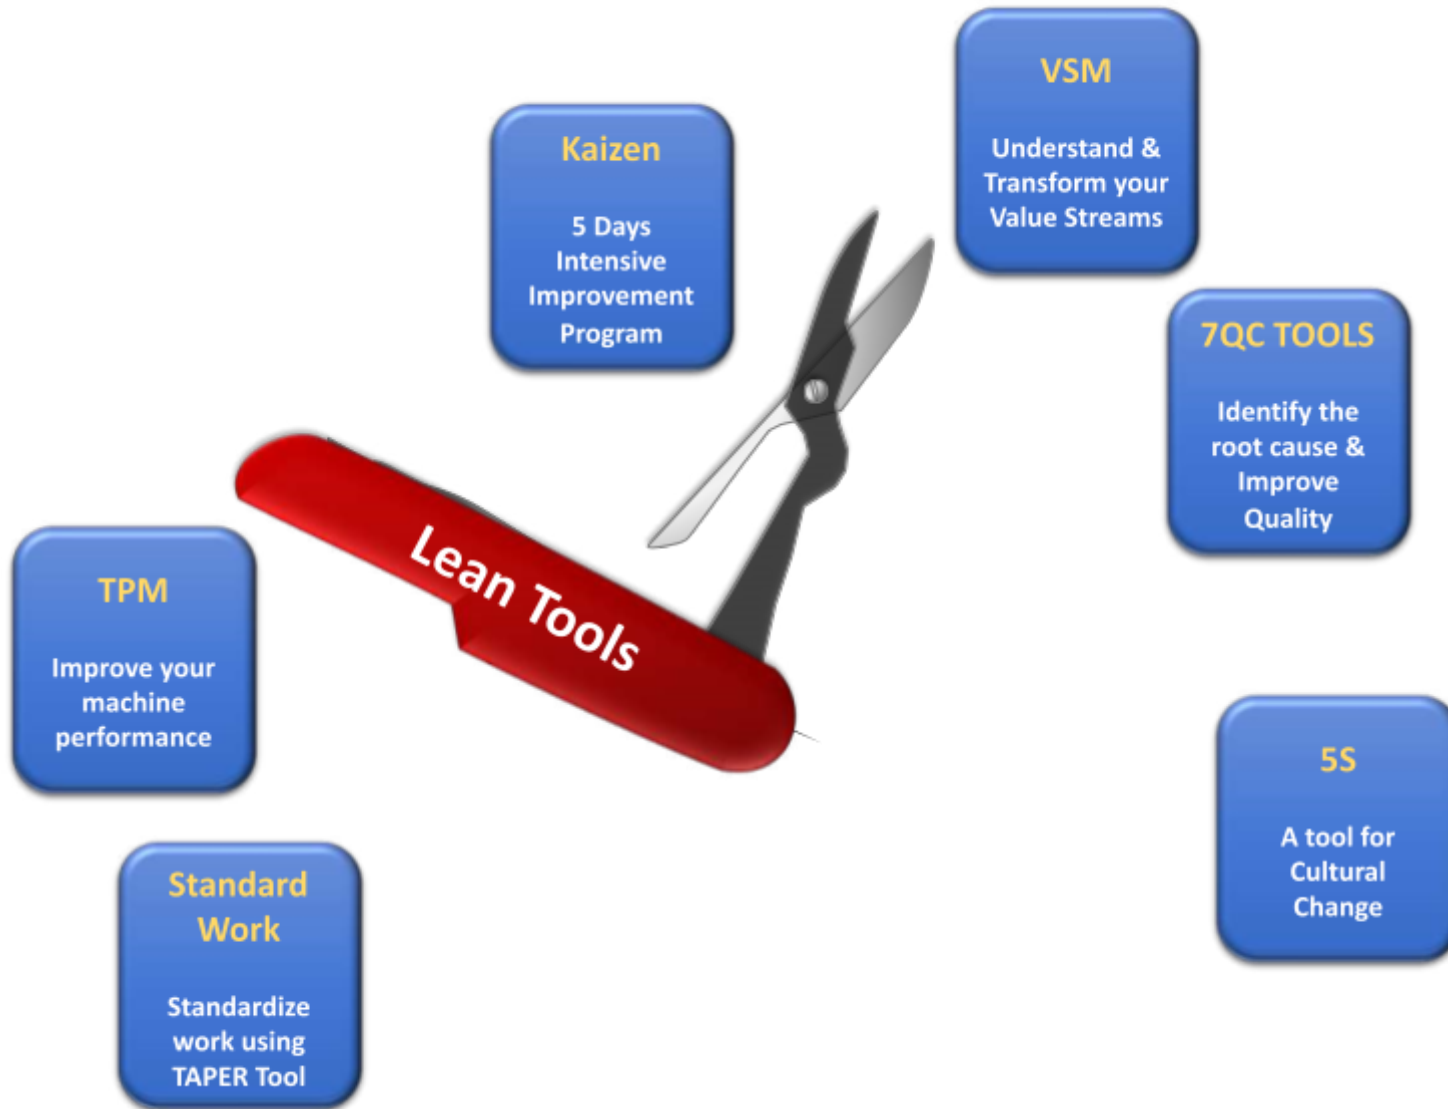 VSM
Understand &
Transform your
Value Streams
Kaizen
5 Days
Intensive
Improvement
Program
7QC TOOLS
Identify the
root cause &
Improve
Quality
Lean Tools
TPM
Improve your
machine
performance
5S
A tool for
Cultural
Change
Standard
Work
Standardize
work using
TAPER Tool